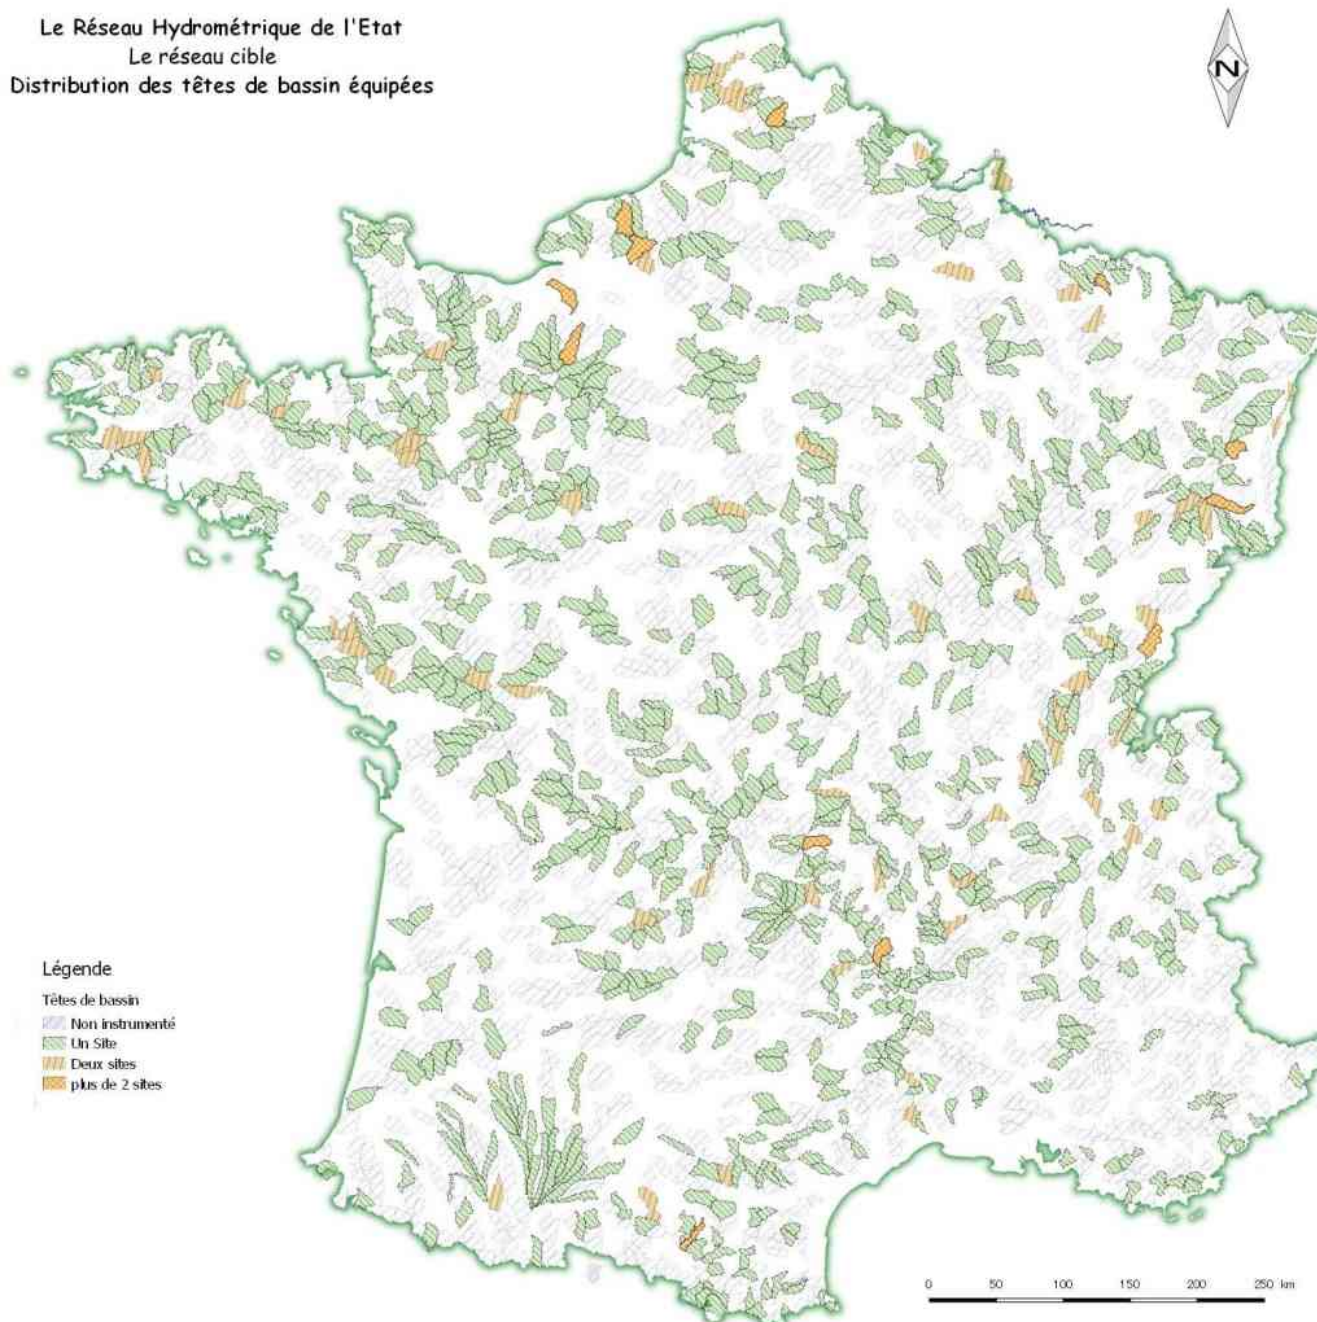 Le Réseau Hydrométrique de l'Etat
Le réseau cible
Distribution des têtes de bassin équipées
N
Légende
Têtes de bassin
Non instrumenté
Un Site
Deux sites
plus de 2 sites
0 50 100 150 200 250 km